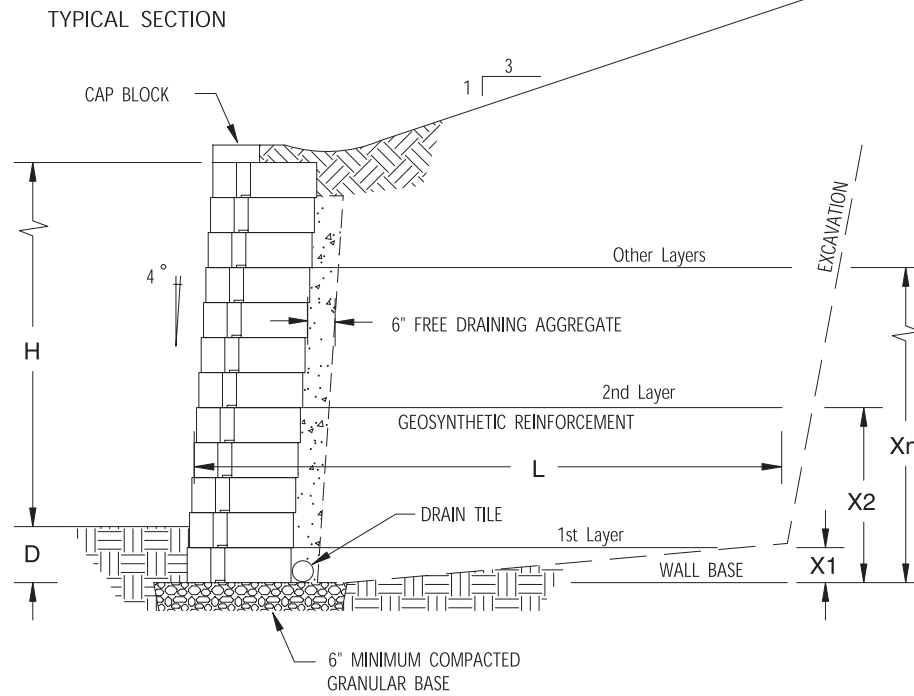 TYPICAL SECTION
3
1
CAP BLOCK
EXCAVATION
Other Layers
4°
6" FREE DRAINING AGGREGATE
H
2nd Layer
GEOSYNTHETIC REINFORCEMENT
Xn
L
X2
DRAIN TILE
1st Layer
D
WALL BASE
X1
6" MINIMUM COMPACTED
GRANULAR BASE